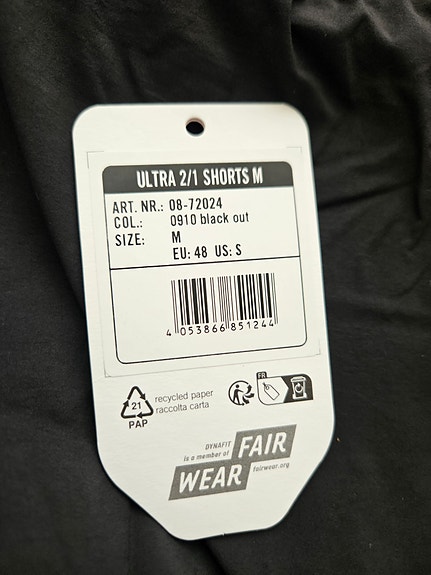 ULTRA 2/1 SHORTS M
ART. NR.: 08-72024
COL.: 0910 black out
SIZE: M
EU: 48 US: S
4 053866 851244
21
PAP
recycled paper
raccolta carta
FR
DYNAFIT
is a member of
FAIR
WEAR
fairwear.org